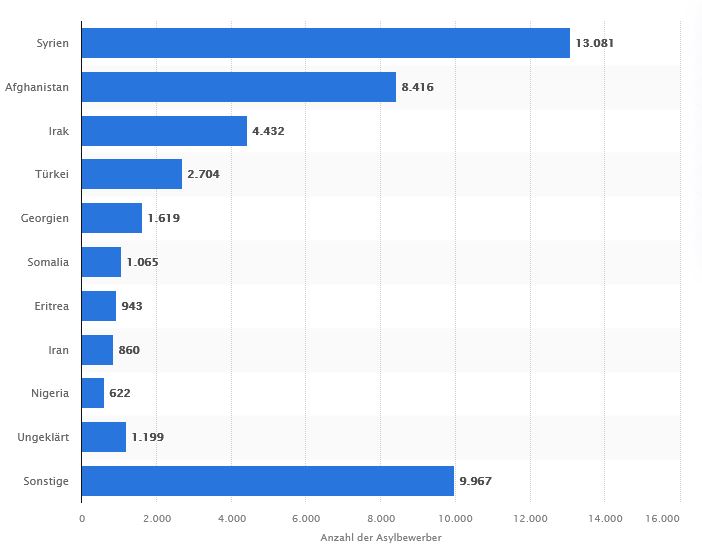 Syrien 13.081
Afghanistan 8.416
Irak 4.432
Türkei 2.704
Georgien 1.619
Somalia 1.065
Eritrea 943
Iran 860
Nigeria 622
Ungeklärt 1.199
Sonstige 9.967
0 2.000 4.000 6.000 8.000 10.000 12.000 14.000 16.000
Anzahl der Asylbewerber